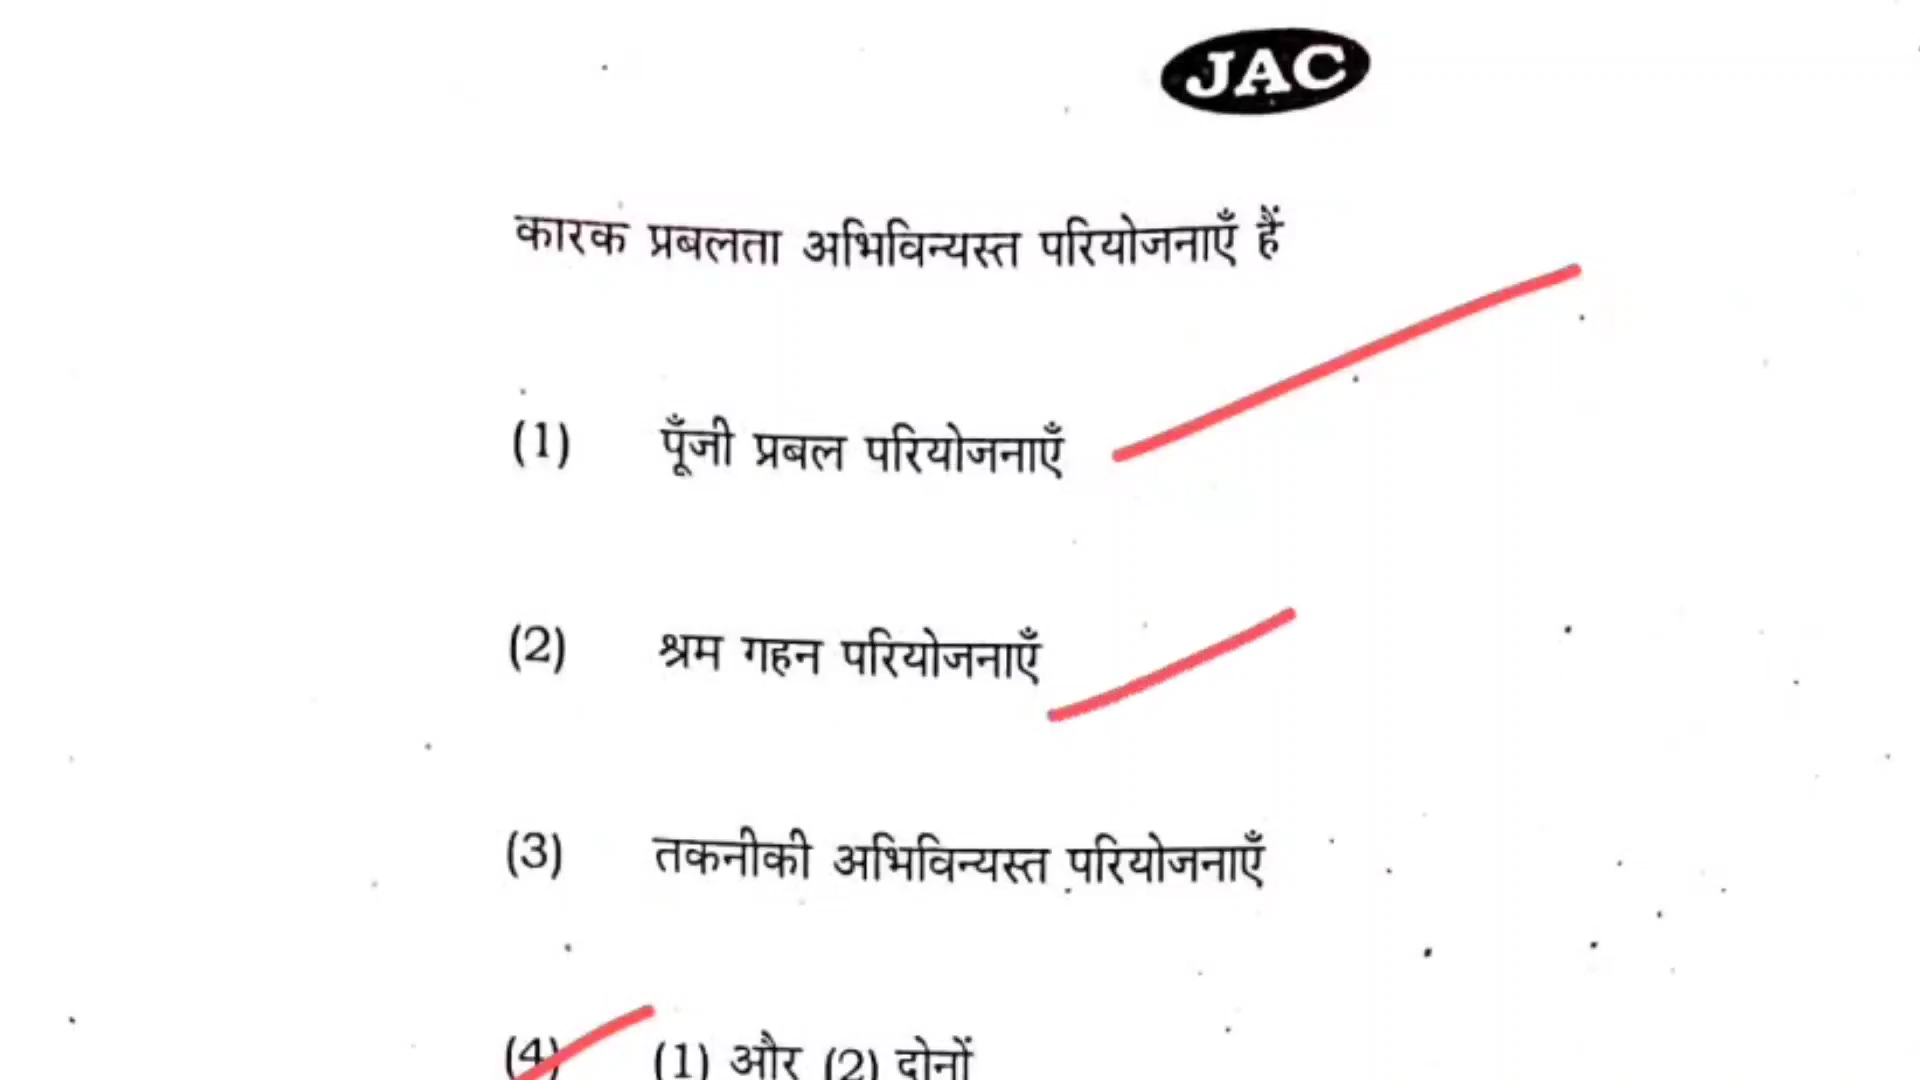 JAC
कारक प्रबलता अभिविन्यस्त परियोजनाएँ हैं
(1) पूँजी प्रबल परियोजनाएँ
(2) श्रम गहन परियोजनाएँ
(3) तकनीकी अभिविन्यस्त परियोजनाएँ
(4) (1) और (2) दोनों